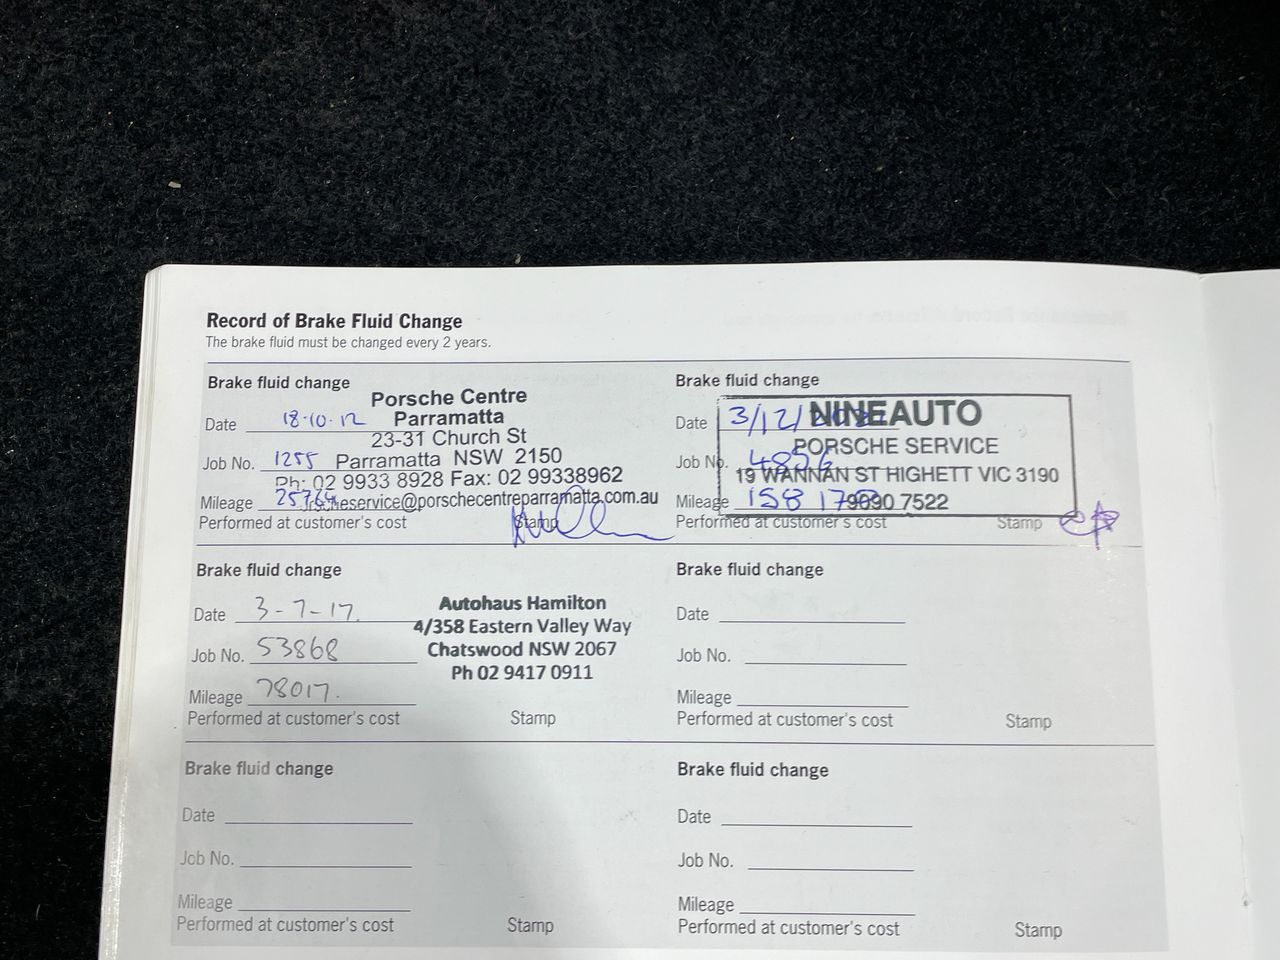 Record of Brake Fluid Change
The brake fluid must be changed every 2 years.
Brake fluid change
Date 18.10.12
Job No. 1255
Mileage
Performed at customer's cost
Stamp
Porsche Centre
Parramatta
23-31 Church St
Parramatta NSW 2150
Ph: 02 9933 8928 Fax: 02 99338962
Brake fluid change
Date 3/12/
Job No. 4856
Mileage 158 17
Performed at customer's cost
Stamp
NINEAUTO
PORSCHE SERVICE
19 WANNAN ST HIGHETT VIC 3190
9090 7522
Brake fluid change
Date 3-7-17.
Job No. 53868
Mileage 78017.
Performed at customer's cost
Stamp
Autohaus Hamilton
4/358 Eastern Valley Way
Chatswood NSW 2067
Ph 02 9417 0911
Brake fluid change
Date
Job No.
Mileage
Performed at customer's cost
Stamp
Brake fluid change
Date
Job No.
Mileage
Performed at customer's cost
Stamp
Brake fluid change
Date
Job No.
Mileage
Performed at customer's cost
Stamp